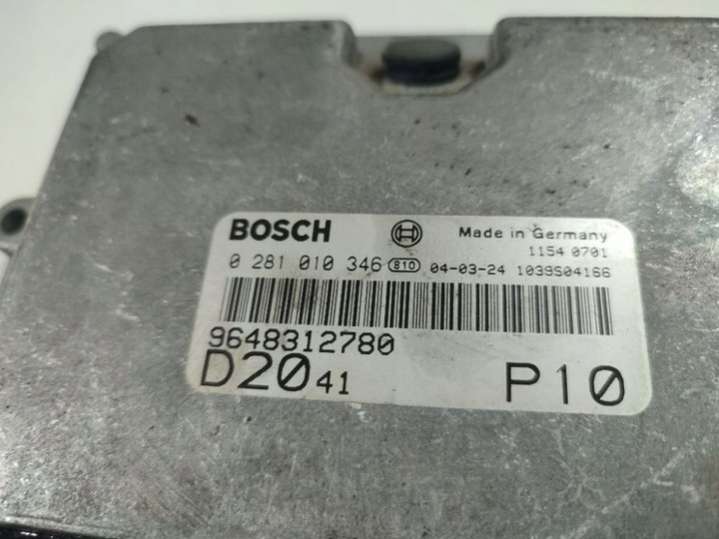 BOSCH Made in Germany
1154 0701
0 281 010 346 810 04-03-24 1039S04166
9648312780
D20 41 P10